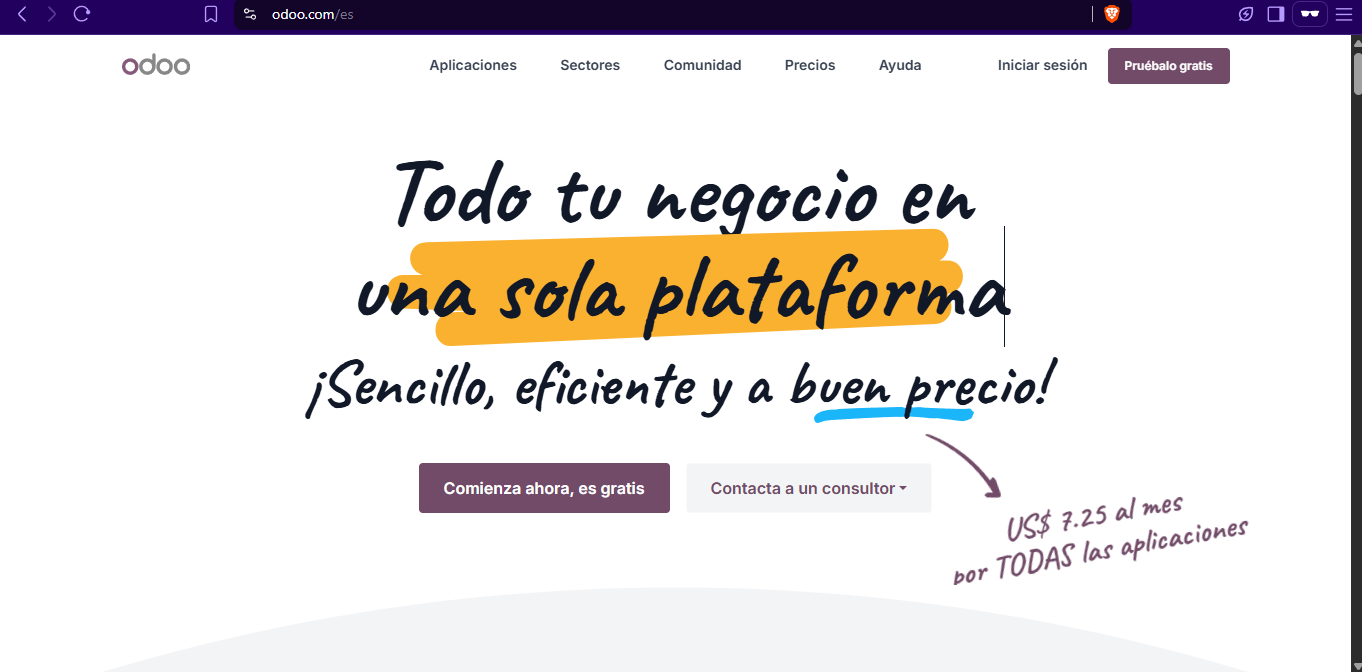 odoo.com/es
odoo
Aplicaciones
Sectores
Comunidad
Precios
Ayuda
Iniciar sesión
Pruébalo gratis
Todo tu negocio en
una sola plataforma
¡Sencillo, eficiente y a buen precio!
Comienza ahora, es gratis
Contacta a un consultor
US$ 7.25 al mes
por TODAS las aplicaciones